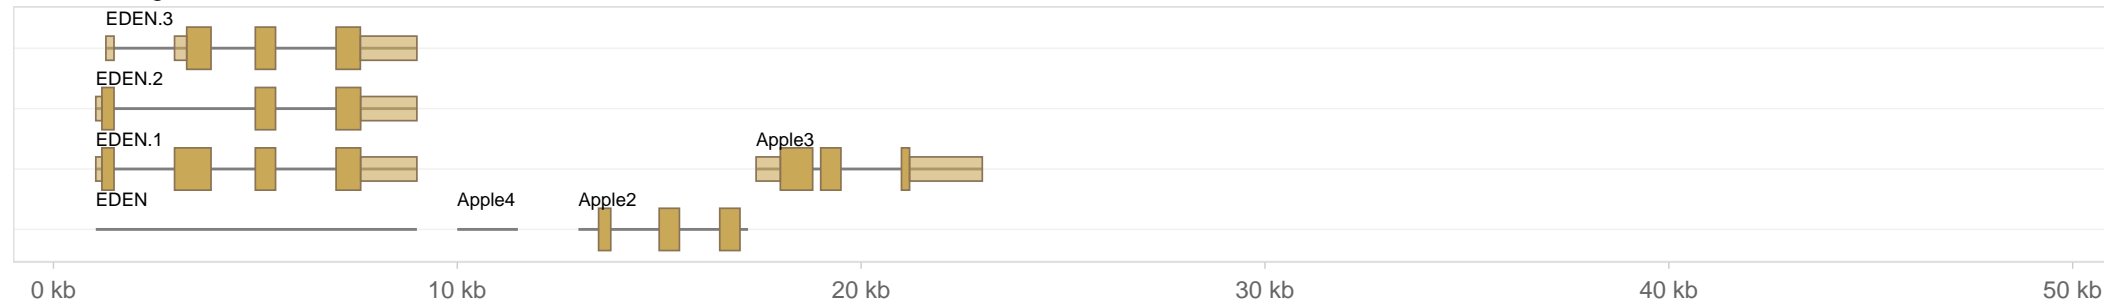 EDEN.3
EDEN.2
EDEN.1 Apple3
EDEN Apple4 Apple2
0 kb 10 kb 20 kb 30 kb 40 kb 50 kb